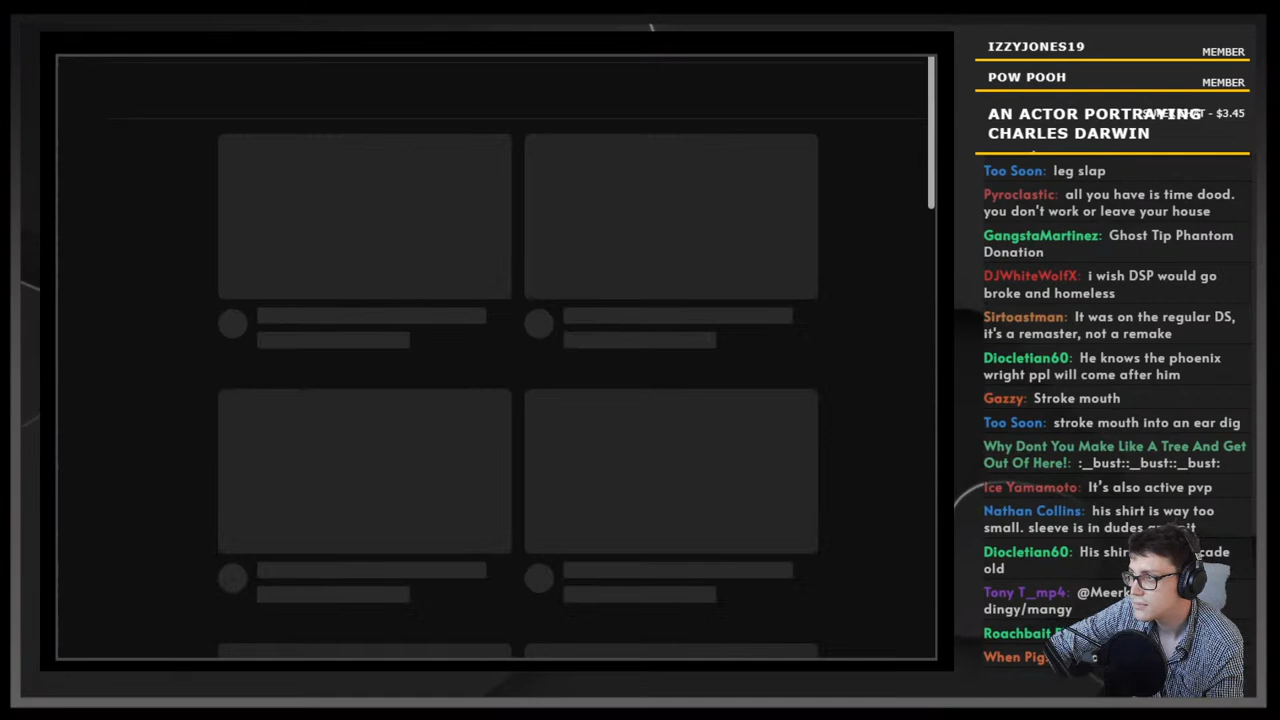 IZZYJONES19
MEMBER
POW POOH
MEMBER
AN ACTOR PORTRAYING
- $3.45
CHARLES DARWIN
Too Soon: leg slap
Pyroclastic: all you have is time dood.
you don't work or leave your house
GangstaMartinez: Ghost Tip Phantom
Donation
DJWhiteWolfX: i wish DSP would go
broke and homeless
Sirtoastman: It was on the regular DS,
it's a remaster, not a remake
Diocletian60: He knows the phoenix
wright ppl will come after him
Gazzy: Stroke mouth
Too Soon: stroke mouth into an ear dig
Why Dont You Make Like A Tree And Get
Out Of Here!: :_bust::_bust::_bust:
Ice Yamamoto: It's also active pvp
Nathan Collins: his shirt is way too
small. sleeve is in dudes
Diocletian60: His
old
Tony T_mp4:
dingy/mangy
Roachbait
When